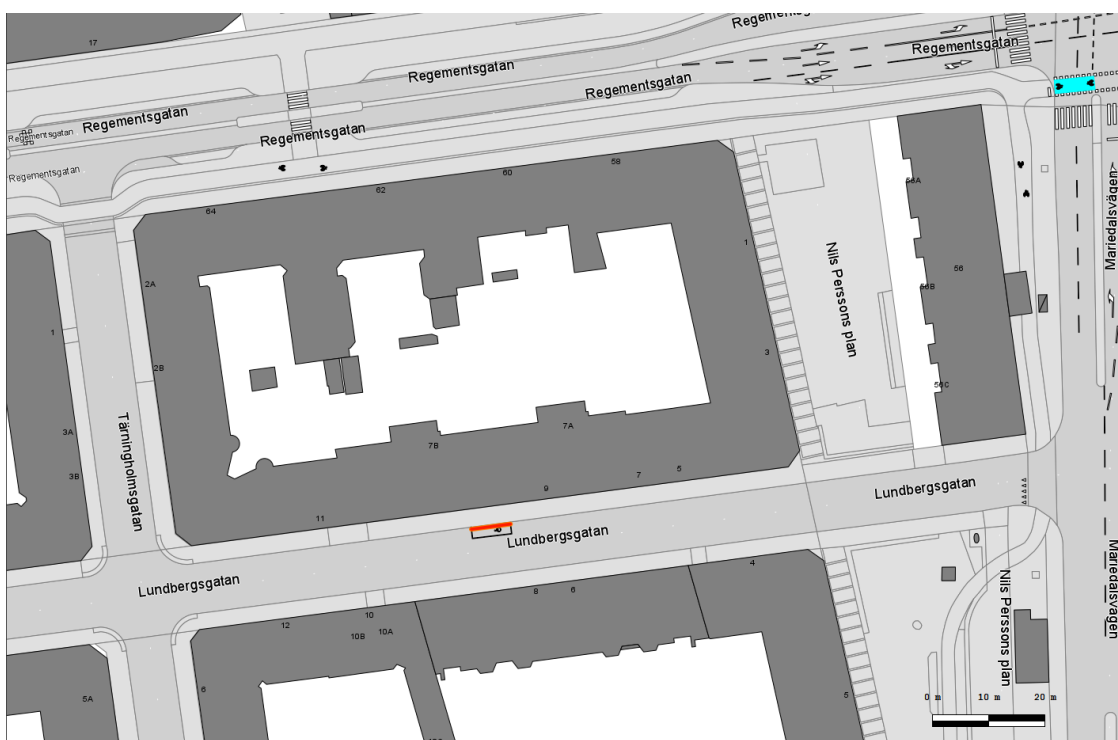 17
Regementsgatan
Regementsgatan
Regementsgatan
Regementsgatan
Regementsgatan
Regementsgatan
Regementsgatan
Regementsgatan
58
60
62
64
56A
56
56B
56C
Nils Perssons plan
Mariedalsvägen
1
3
2A
2B
1
3A
3B
Tärningholmsgatan
7A
7B
5
7
9
11
Lundbergsgatan
Lundbergsgatan
Lundbergsgatan
4
8
6
10
12
10B
10A
6
5A
5
Nils Perssons plan
Mariedalsvägen
0 m
10 m
20 m